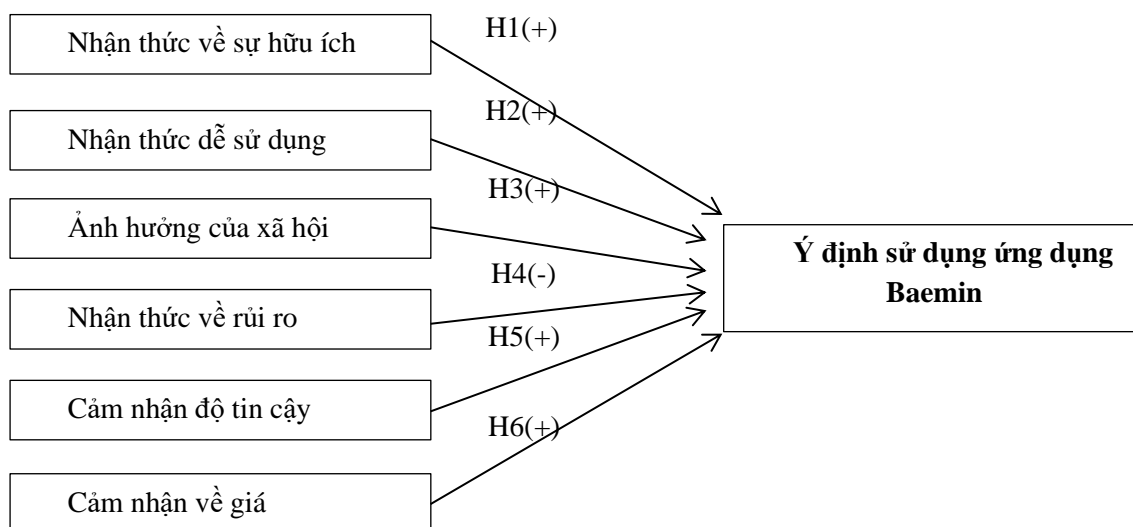 Nhận thức về sự hữu ích
H1(+)
H2(+)
Nhận thức dễ sử dụng
H3(+)
Ảnh hưởng của xã hội
Ý định sử dụng ứng dụng
Baemin
H4(-)
Nhận thức về rủi ro
H5(+)
Cảm nhận độ tin cậy
H6(+)
Cảm nhận về giá